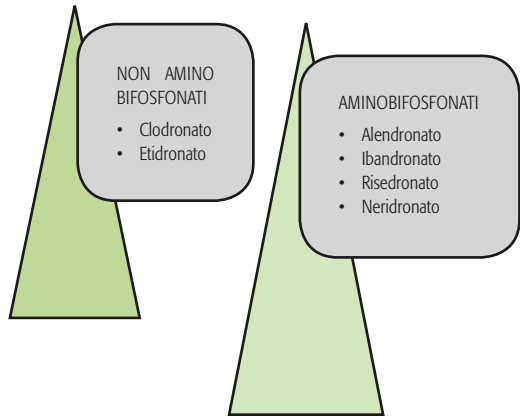 NON AMINO
BIFOSFONATI
• Clodronato
• Etidronato
AMINOBIFOSFONATI
• Alendronato
• Ibandronato
• Risedronato
• Neridronato